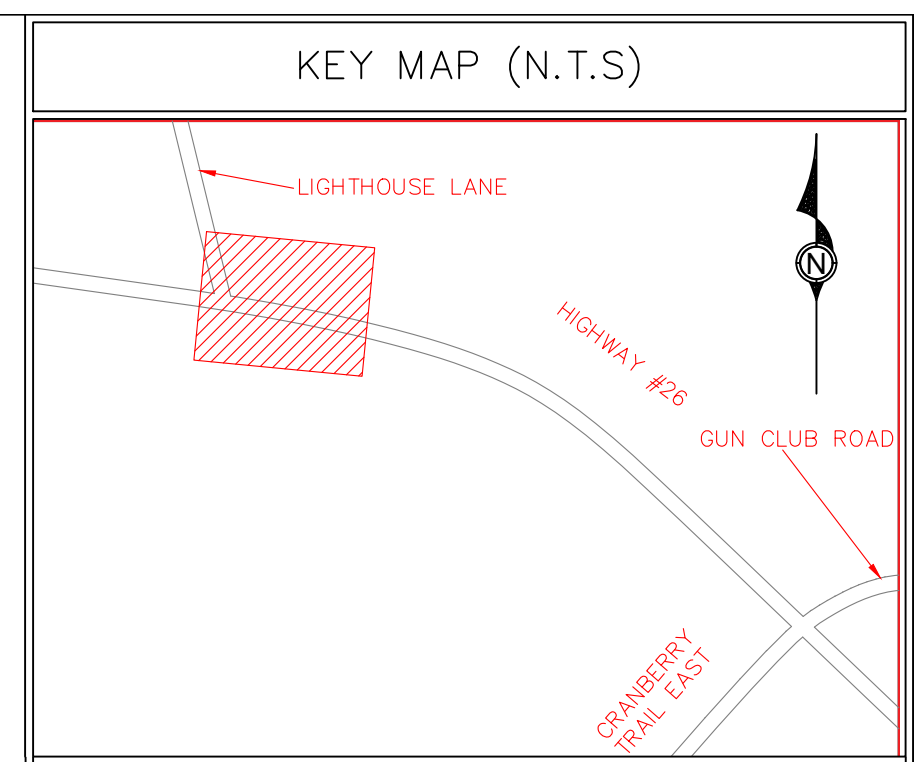 KEY MAP (N.T.S)
LIGHTHOUSE LANE
N
HIGHWAY #26
GUN CLUB ROAD
CRANBERRY
TRAIL EAST